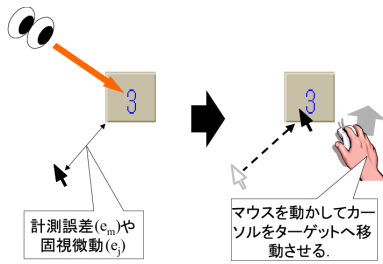 3
3
計測誤差(em)や
固視微動(ej)
マウスを動かしてカー
ソルをターゲットへ移
動させる.